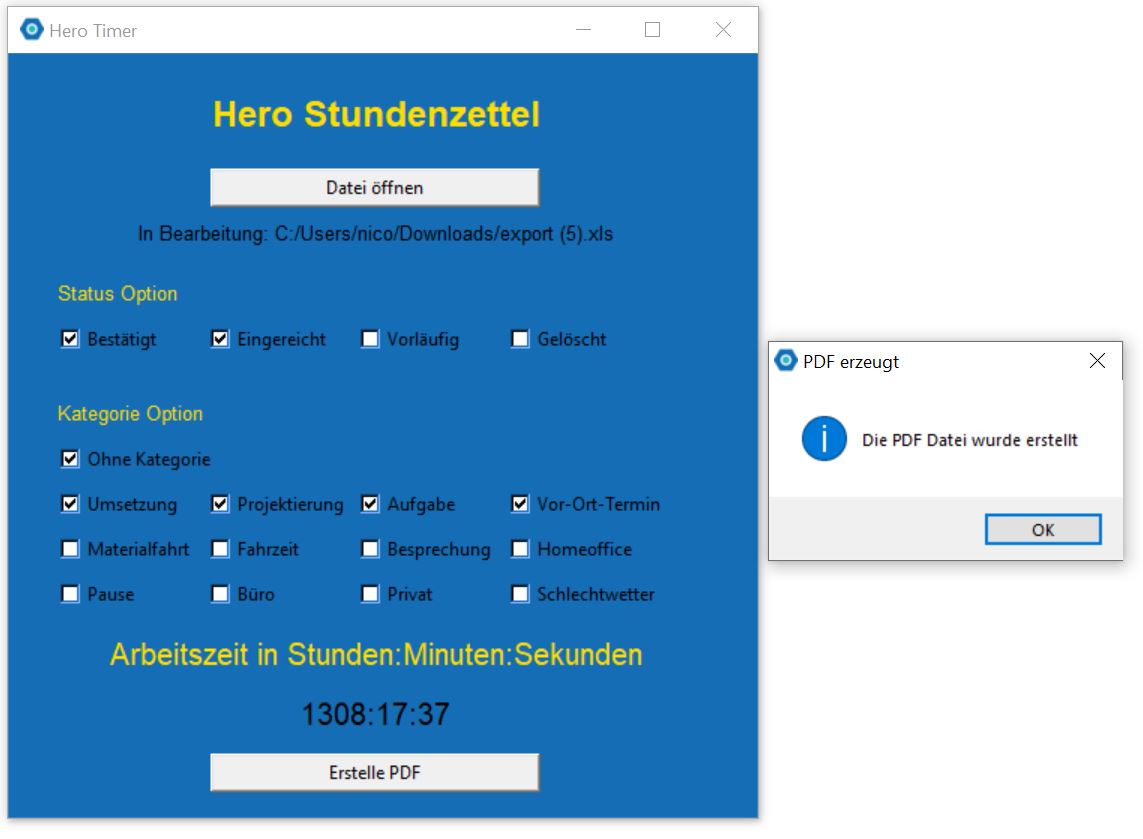 Hero Timer
Hero Stundenzettel
Datei öffnen
In Bearbeitung: C:/Users/nico/Downloads/export (5).xls
Status Option
Bestätigt Eingereicht Vorläufig Gelöscht
Kategorie Option
Ohne Kategorie
Umsetzung Projektierung Aufgabe Vor-Ort-Termin
Materialfahrt Fahrzeit Besprechung Homeoffice
Pause Büro Privat Schlechtwetter
Arbeitszeit in Stunden:Minuten:Sekunden
1308:17:37
Erstelle PDF
PDF erzeugt
Die PDF Datei wurde erstellt
OK